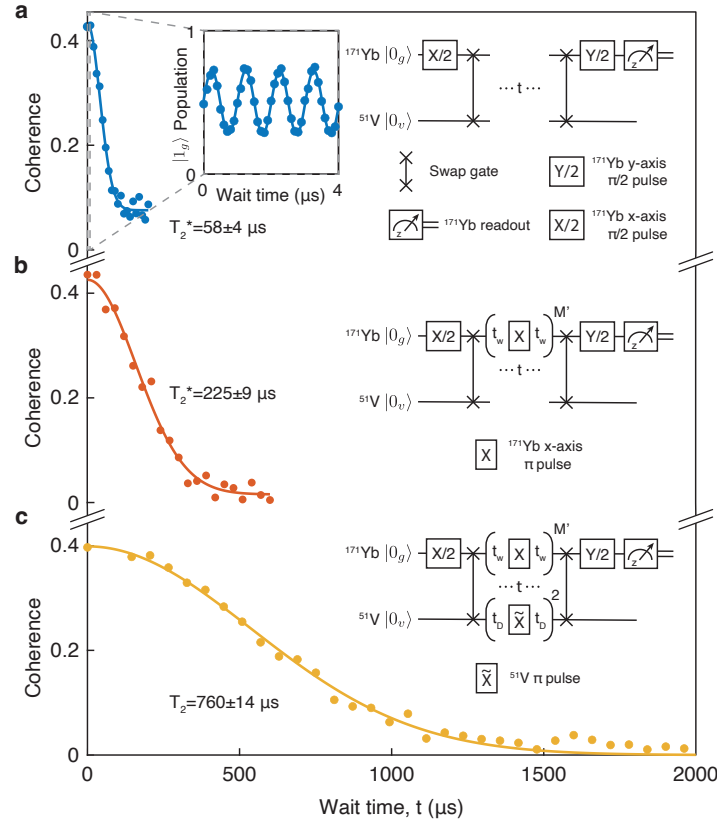 a
0.4
0.2
0
Coherence
1
0
|1g⟩ Population
0
4
Wait time (μs)
T2*=58±4 μs
171Yb |0g⟩
X/2
Y/2
z
···t···
51V |0v⟩
Swap gate
Y/2
171Yb y-axis
π/2 pulse
z
171Yb readout
X/2
171Yb x-axis
π/2 pulse
b
0.4
0.2
0
Coherence
T2*=225±9 μs
M'
171Yb |0g⟩
X/2
tw
X
tw
Y/2
z
···t···
51V |0v⟩
X
171Yb x-axis
π pulse
c
0.4
0.2
0
Coherence
T2=760±14 μs
M'
171Yb |0g⟩
X/2
tw
X
tw
Y/2
z
···t···
2
51V |0v⟩
tD
X̃
tD
X̃
51V π pulse
0
500
1000
1500
2000
Wait time, t (μs)